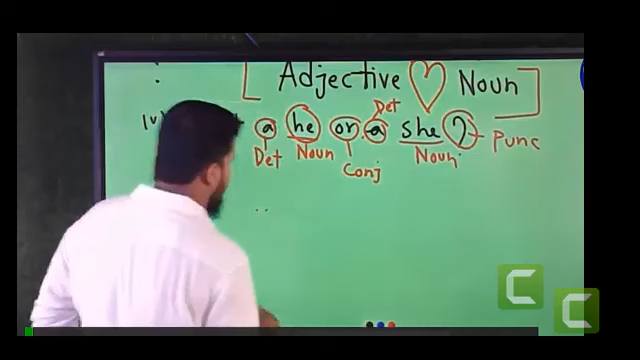 [ Adjective ♡ Noun ]
Det
a he or a she ? Punc
Det Noun Conj Noun